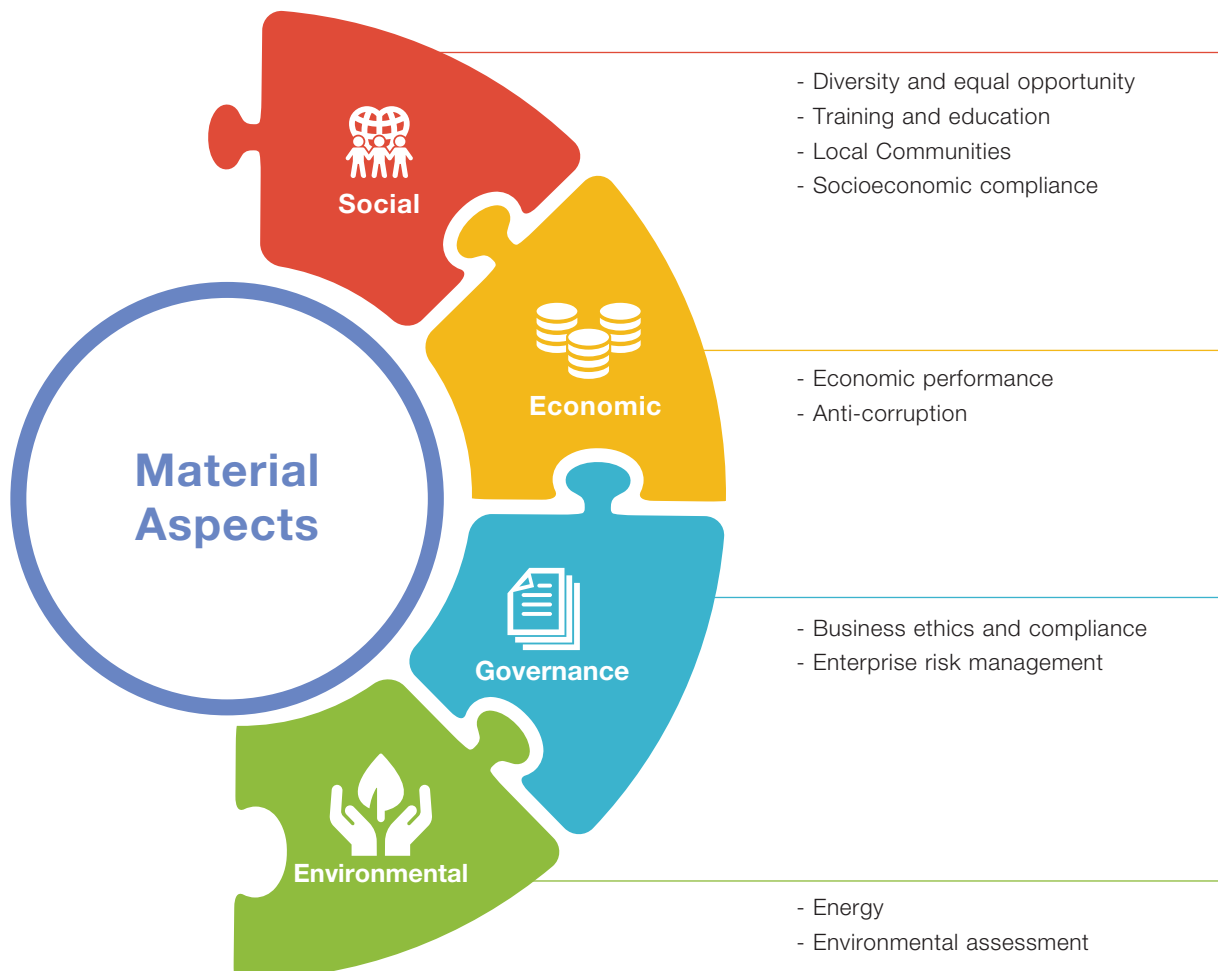 Social
- Diversity and equal opportunity
- Training and education
- Local Communities
- Socioeconomic compliance
Economic
- Economic performance
- Anti-corruption
Material
Aspects
Governance
- Business ethics and compliance
- Enterprise risk management
Environmental
- Energy
- Environmental assessment